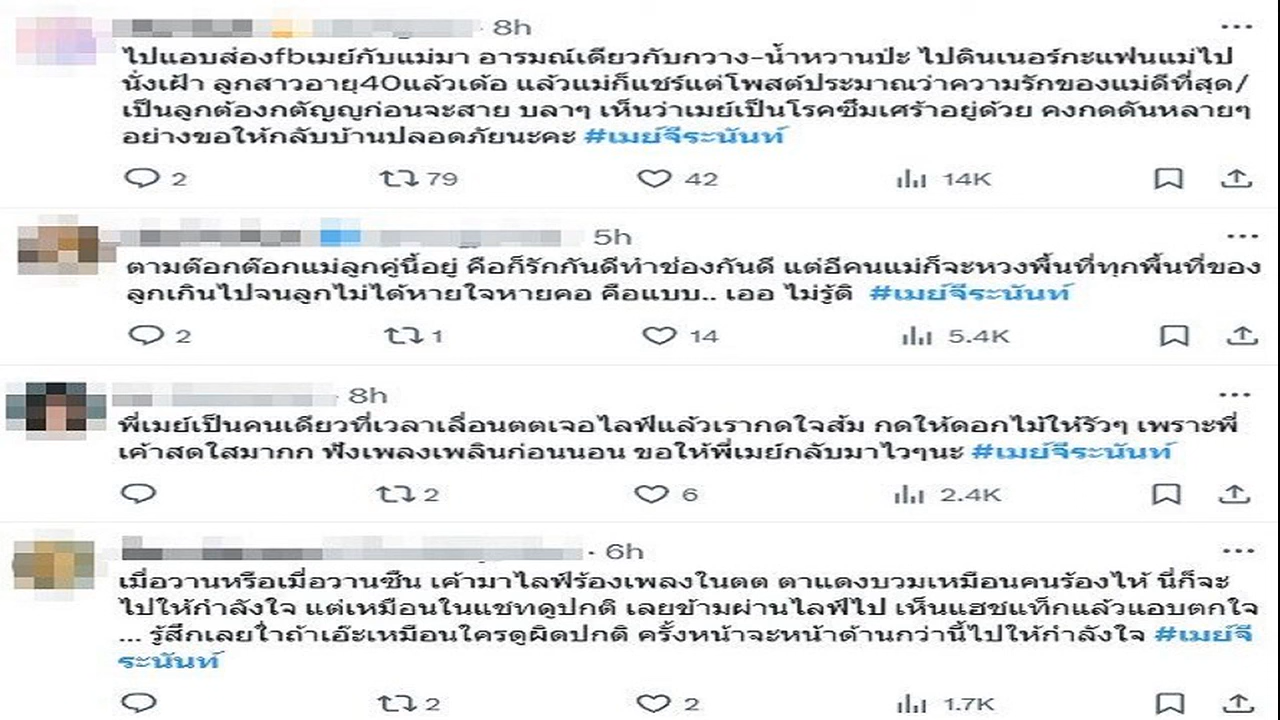 · 8h ...
ไปแอบส่องfbเมย์กับแม่มา อารมณ์เดียวกับกวาง-น้ำหวานป่ะ ไปดินเนอร์กะแฟนแม่ไป
นั่งเฝ้า ลูกสาวอายุ40แล้วเด้อ แล้วแม่ก็แชร์แต่โพสต์ประมาณว่าความรักของแม่ดีที่สุด/
เป็นลูกต้องกตัญญูก่อนจะสาย บลาๆ เห็นว่าเมย์เป็นโรคซึมเศร้าอยู่ด้วย คงกดดันหลายๆ
อย่างขอให้กลับบ้านปลอดภัยนะคะ #เมย์จีระนันท์
2 79 42 14K
5h ...
ตามต๊อกต๊อกแม่ลูกคู่นี้อยู่ คือก็รักกันดีทำช่องกันดี แต่อีคนแม่ก็จะหวงพื้นที่ทุกพื้นที่ของ
ลูกเกินไปจนลูกไม่ได้หายใจหายคอ คือแบบ.. เออ ไม่รู้ดิ #เมย์จีระนันท์
2 1 14 5.4K
· 8h ...
พี่เมย์เป็นคนเดียวที่เวลาเลื่อนตตเจอไลฟ์แล้วเรากดใจส้ม กดให้ดอกไม้ให้รัวๆ เพราะพี่
เค้าสดใสมากก ฟังเพลงเพลินก่อนนอน ขอให้พี่เมย์กลับมาไวๆนะ #เมย์จีระนันท์
2 6 2.4K
· 6h ...
เมื่อวานหรือเมื่อวานซืน เค้ามาไลฟ์ร้องเพลงในตต ตาแดงบวมเหมือนคนร้องไห้ นี่ก็จะ
ไปให้กำลังใจ แต่เหมือนในแชทดูปกติ เลยข้ามผ่านไลฟ์ไป เห็นแฮชแท็กแล้วแอบตกใจ
... รู้สึกเลยใำถ้าเอ๊ะเหมือนใครดูผิดปกติ ครั้งหน้าจะหน้าด้านกว่านี้ไปให้กำลังใจ #เมย์จี
ระนันท์
2 2 1.7K